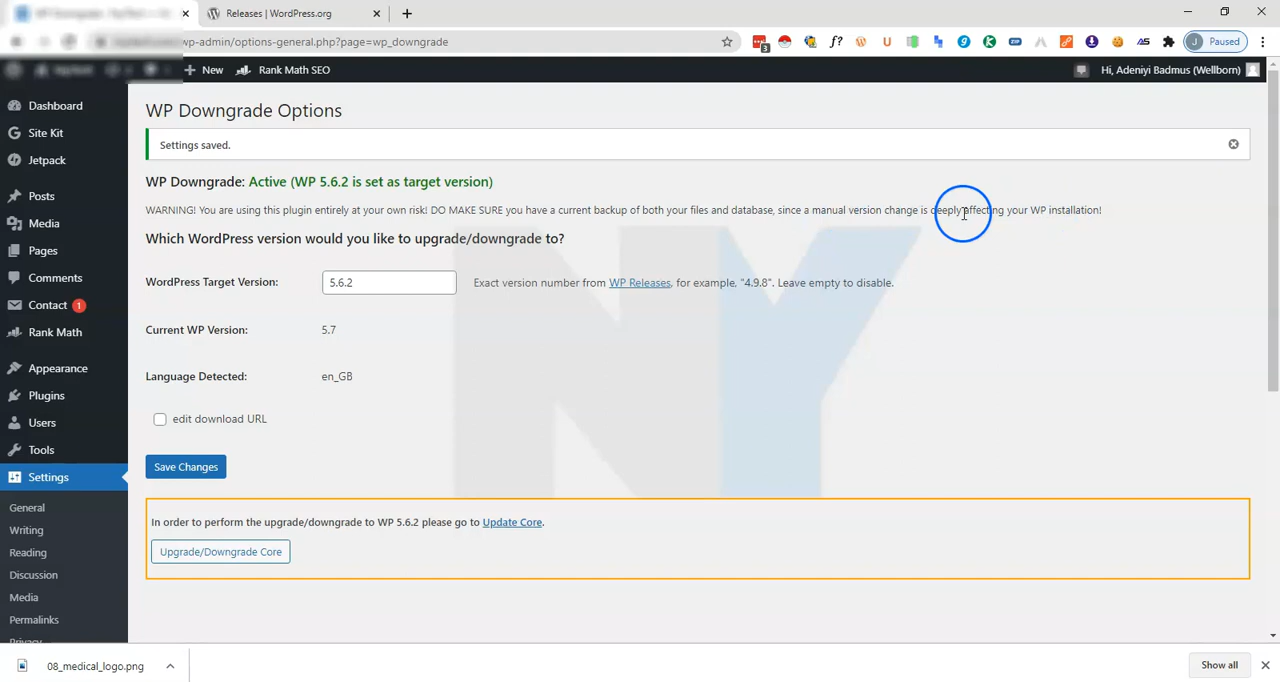 Releases | WordPress.org
wp-admin/options-general.php?page=wp_downgrade
f?
U
3
ZIP
AS
J Paused
New
Rank Math SEO
Hi, Adeniyi Badmus (Wellborn)
Dashboard
Site Kit
Jetpack
Posts
Media
Pages
Comments
Contact 1
Rank Math
Appearance
Plugins
Users
Tools
Settings
General
Writing
Reading
Discussion
Media
Permalinks
Privacy
WP Downgrade Options
Settings saved.
WP Downgrade: Active (WP 5.6.2 is set as target version)
WARNING! You are using this plugin entirely at your own risk! DO MAKE SURE you have a current backup of both your files and database, since a manual version change is deeply affecting your WP installation!
Which WordPress version would you like to upgrade/downgrade to?
WordPress Target Version: 5.6.2 Exact version number from WP Releases, for example, "4.9.8". Leave empty to disable.
Current WP Version: 5.7
Language Detected: en_GB
edit download URL
Save Changes
In order to perform the upgrade/downgrade to WP 5.6.2 please go to Update Core.
Upgrade/Downgrade Core
NY
08_medical_logo.png
Show all